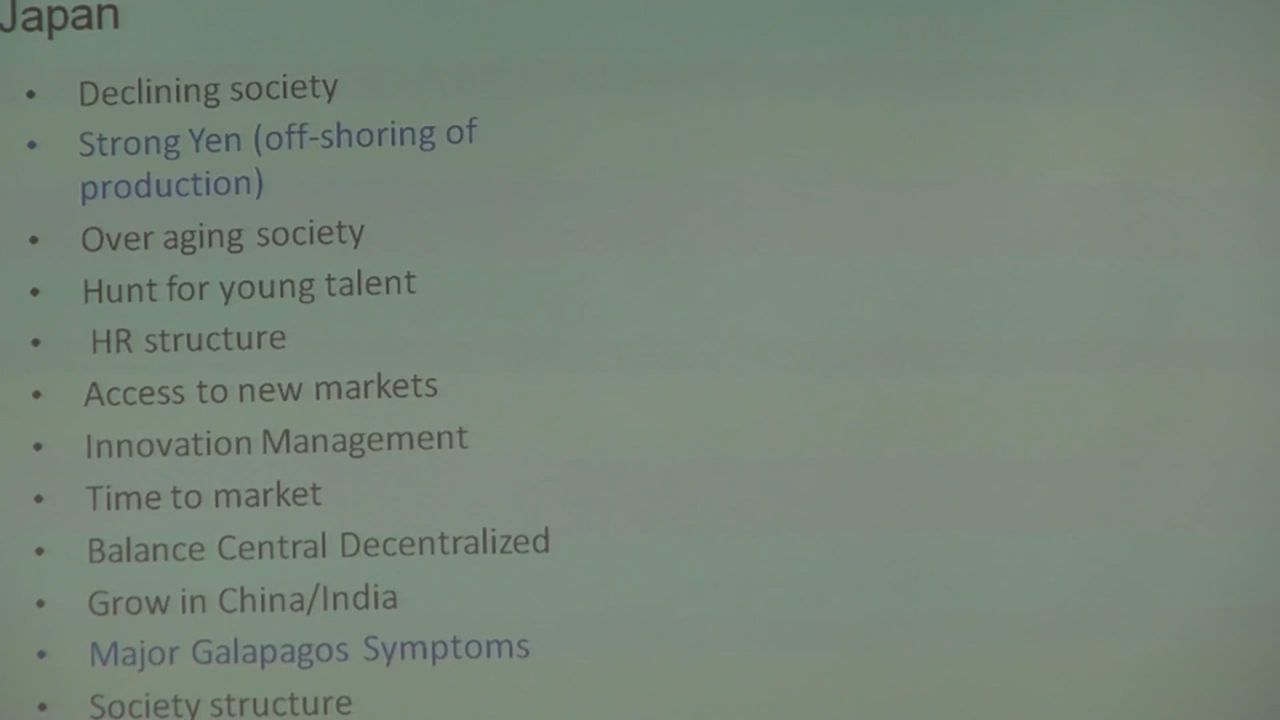 Japan
• Declining society
• Strong Yen (off-shoring of
production)
• Over aging society
• Hunt for young talent
• HR structure
• Access to new markets
• Innovation Management
• Time to market
• Balance Central Decentralized
• Grow in China/India
• Major Galapagos Symptoms
• Society structure